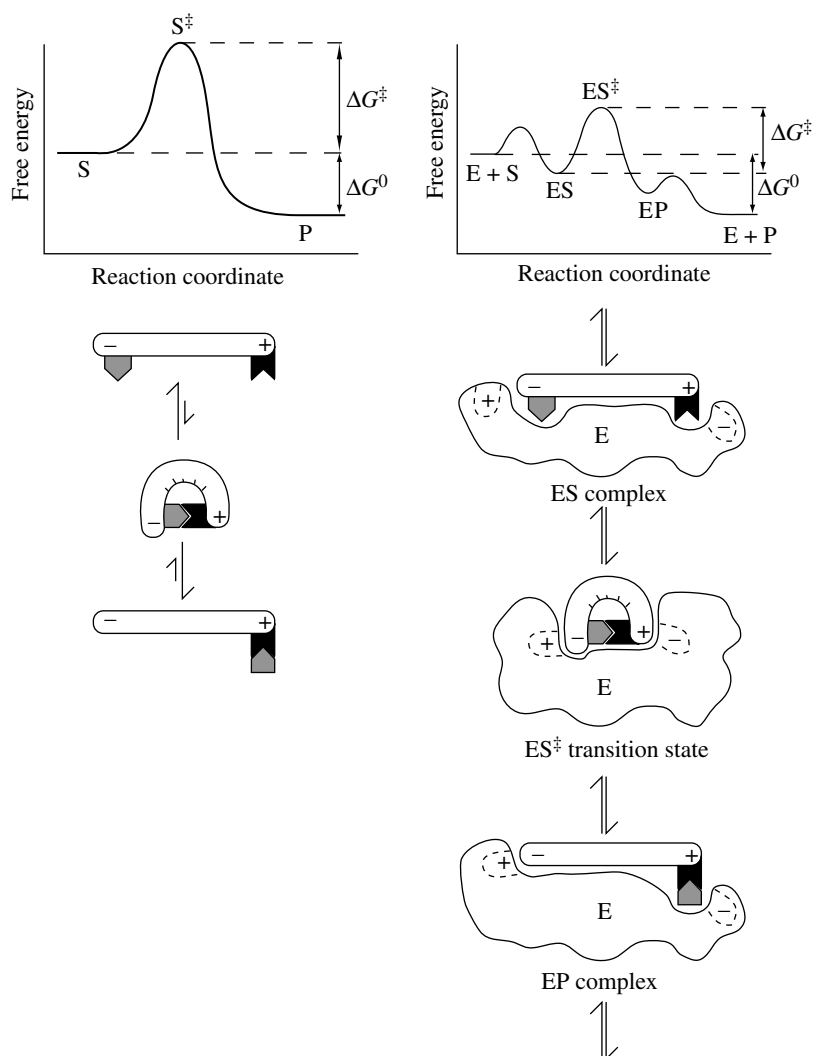 S‡
Free energy
ΔG‡
S
ΔG⁰
P
Reaction coordinate
ES‡
Free energy
ΔG‡
E + S
ES
EP
ΔG⁰
E + P
Reaction coordinate
− +
− +
− +
− +
+ −
E
ES complex
+ − + −
E
ES‡ transition state
− +
+ −
E
EP complex